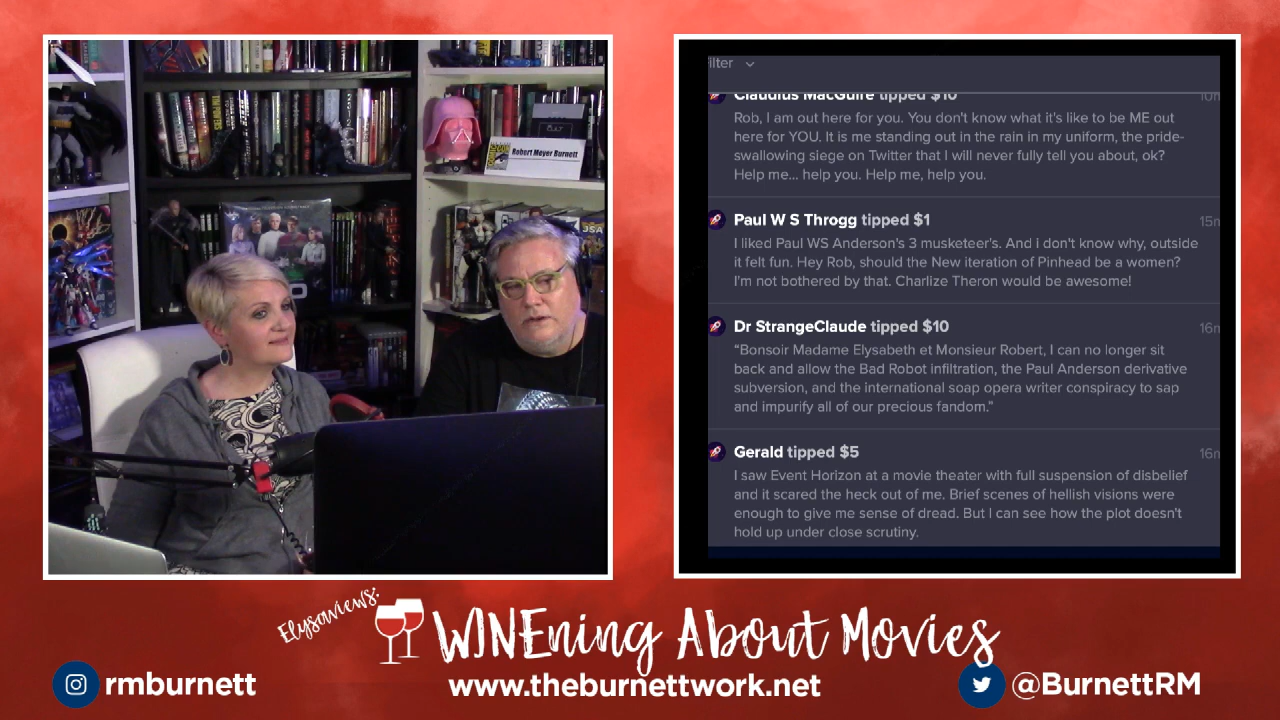 CULT
Robert Meyer Burnett
JSA
ilter
Claudius MacGuire tipped $10
Rob, I am out here for you. You don't know what it's like to be ME out
here for YOU. It is me standing out in the rain in my uniform, the pride-
swallowing siege on Twitter that I will never fully tell you about, ok?
Help me... help you. Help me, help you.
Paul W S Throgg tipped $1 15m
I liked Paul WS Anderson's 3 musketeer's. And i don't know why, outside
it felt fun. Hey Rob, should the New iteration of Pinhead be a women?
I'm not bothered by that. Charlize Theron would be awesome!
Dr StrangeClaude tipped $10 16m
“Bonsoir Madame Elysabeth et Monsieur Robert, I can no longer sit
back and allow the Bad Robot infiltration, the Paul Anderson derivative
subversion, and the international soap opera writer conspiracy to sap
and impurify all of our precious fandom.”
Gerald tipped $5 16m
I saw Event Horizon at a movie theater with full suspension of disbelief
and it scared the heck out of me. Brief scenes of hellish visions were
enough to give me sense of dread. But I can see how the plot doesn't
hold up under close scrutiny.
Elysaviews:
WINEning About Movies
rmburnett
www.theburnettwork.net
@BurnettRM